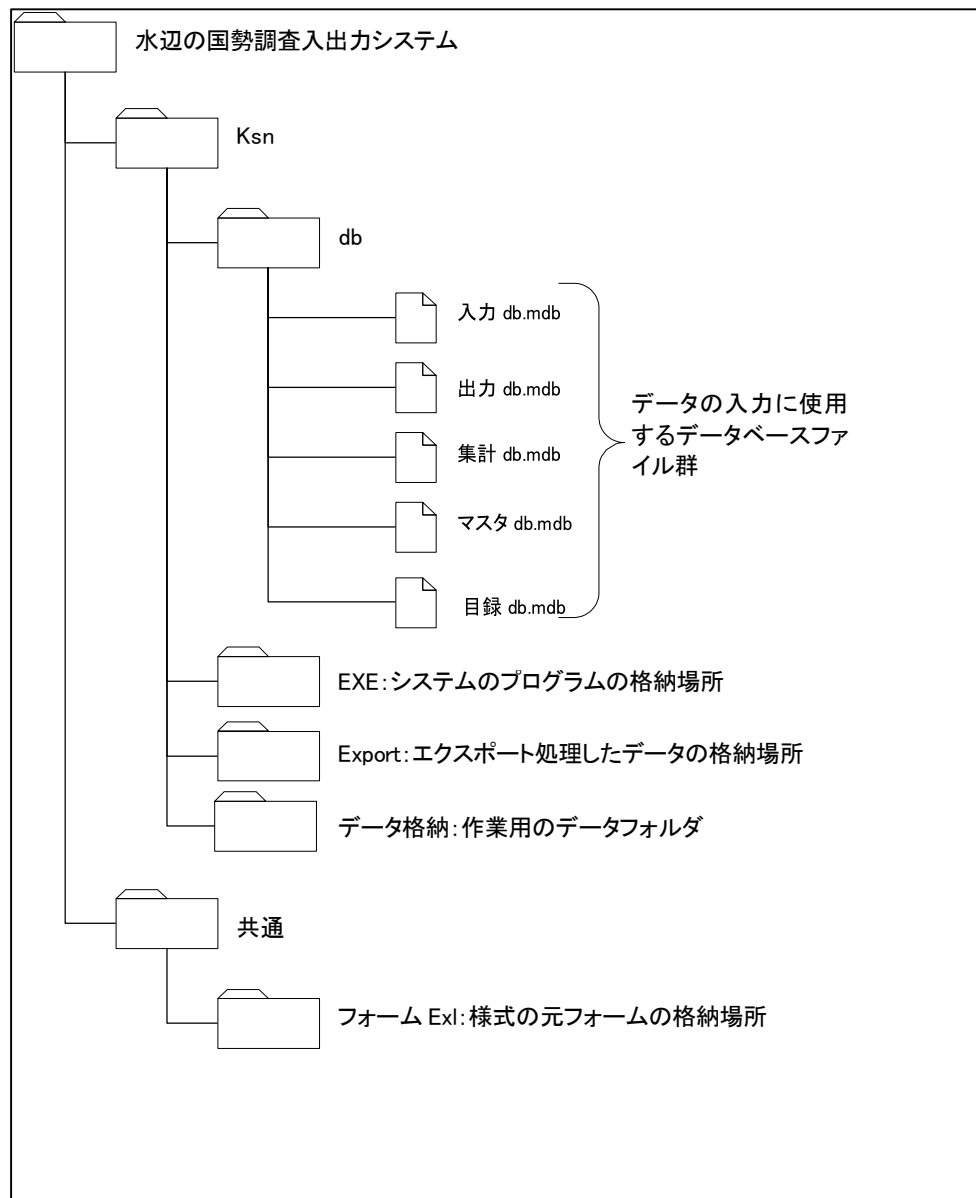 水辺の国勢調査入出力システム
Ksn
db
入力 db.mdb
出力 db.mdb
集計 db.mdb
マスタ db.mdb
目録 db.mdb
データの入力に使用
するデータベースファ
イル群
EXE：システムのプログラムの格納場所
Export：エクスポート処理したデータの格納場所
データ格納：作業用のデータフォルダ
共通
フォーム Exl：様式の元フォームの格納場所